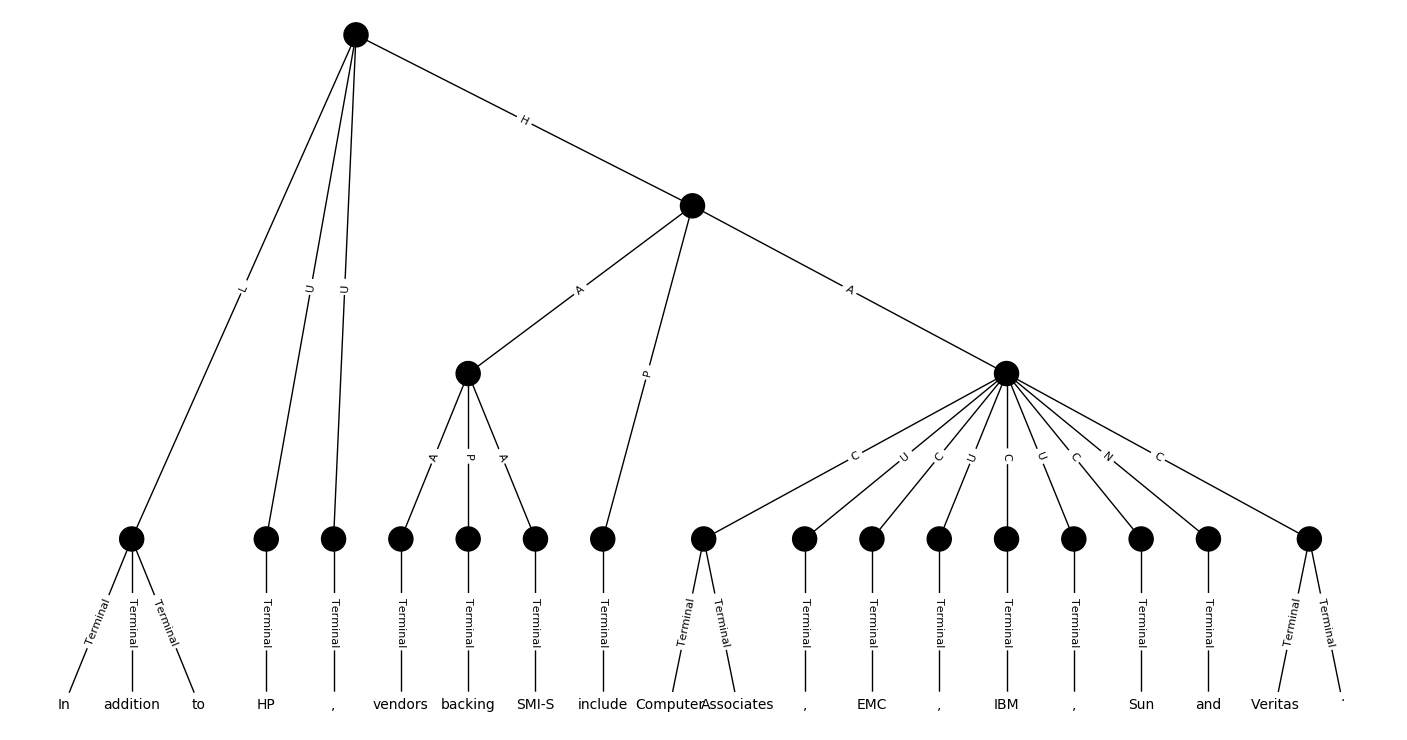 H
L U U
A A
P
A P A C U C U C U C N C
Terminal Terminal Terminal Terminal Terminal Terminal Terminal Terminal Terminal Terminal Terminal Terminal Terminal Terminal Terminal Terminal Terminal Terminal Terminal Terminal
In addition to HP , vendors backing SMI-S include Computer Associates , EMC , IBM , Sun and Veritas .